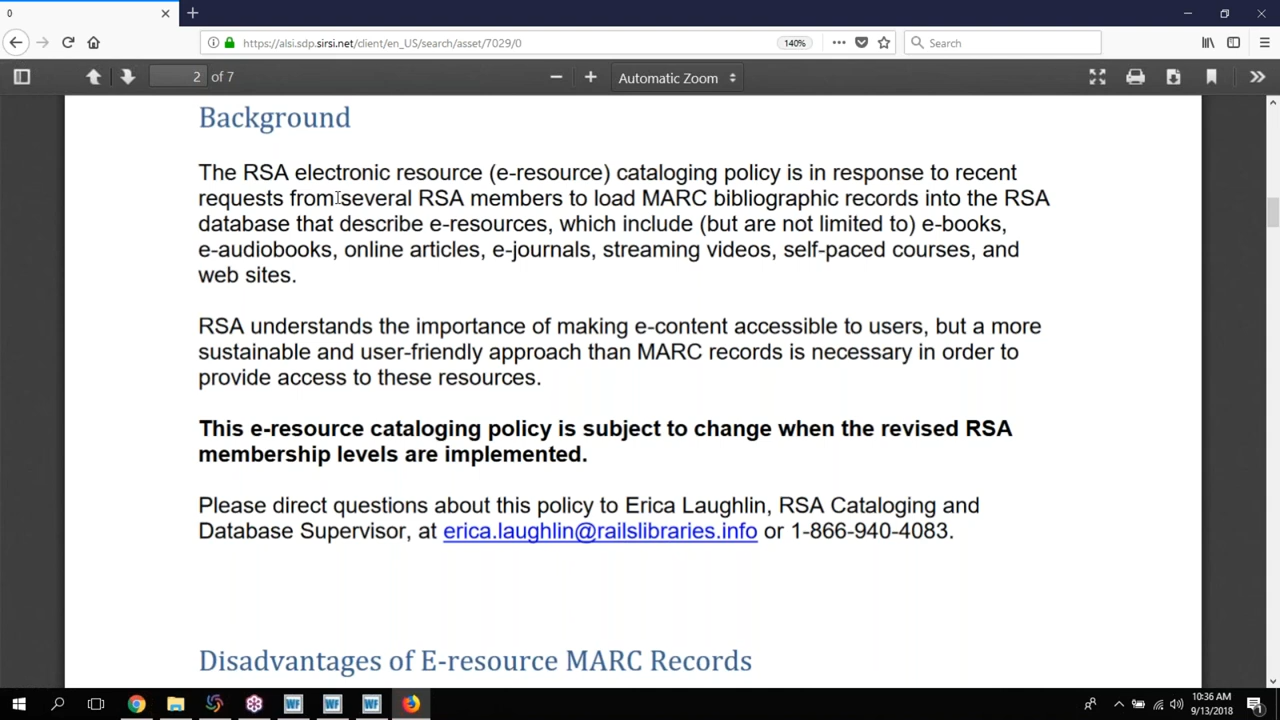 0
https://alsi.sdp.sirsi.net/client/en_US/search/asset/7029/0
140%
Search
2 of 7
Automatic Zoom
Background
The RSA electronic resource (e-resource) cataloging policy is in response to recent
requests from several RSA members to load MARC bibliographic records into the RSA
database that describe e-resources, which include (but are not limited to) e-books,
e-audiobooks, online articles, e-journals, streaming videos, self-paced courses, and
web sites.
RSA understands the importance of making e-content accessible to users, but a more
sustainable and user-friendly approach than MARC records is necessary in order to
provide access to these resources.
This e-resource cataloging policy is subject to change when the revised RSA
membership levels are implemented.
Please direct questions about this policy to Erica Laughlin, RSA Cataloging and
Database Supervisor, at erica.laughlin@railslibraries.info or 1-866-940-4083.
Disadvantages of E-resource MARC Records
WF
WF
WF
10:36 AM
9/13/2018
1